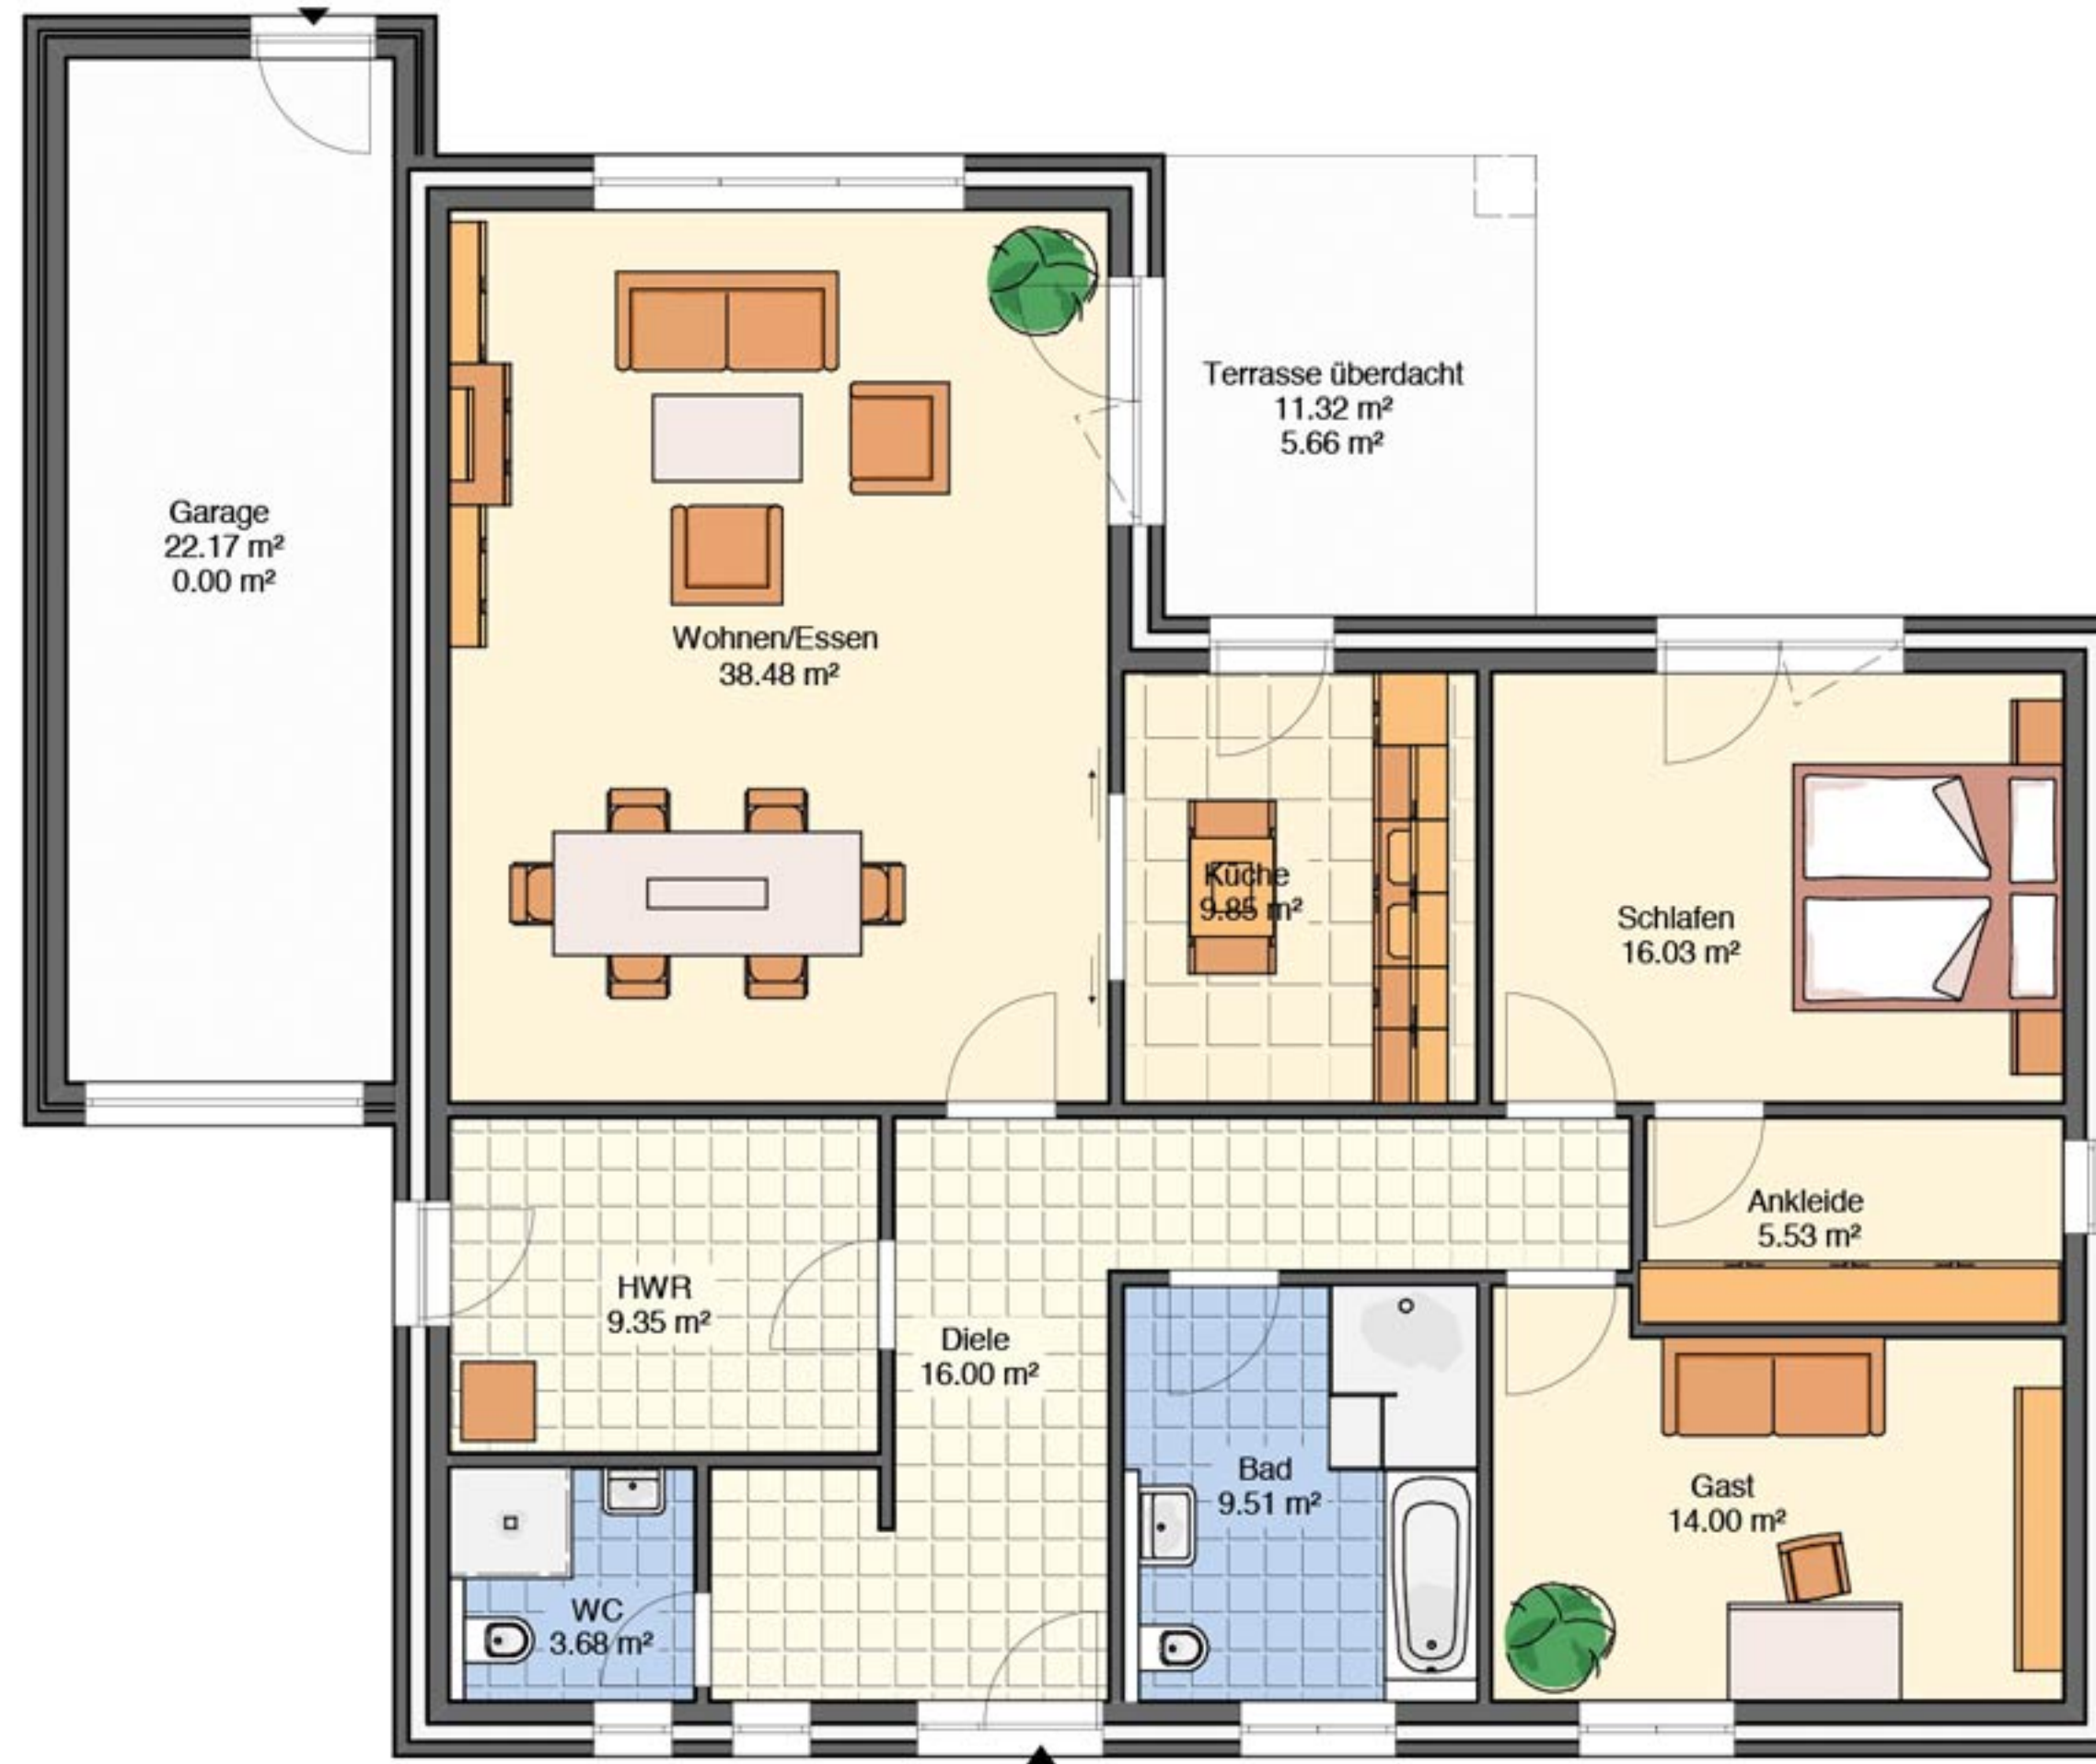 Terrasse überdacht
11.32 m²
5.66 m²
Garage
22.17 m²
0.00 m²
Wohnen/Essen
38.48 m²
Küche
9.85 m²
Schlafen
16.03 m²
Ankleide
5.53 m²
HWR
9.35 m²
Diele
16.00 m²
Bad
9.51 m²
Gast
14.00 m²
WC
3.68 m²